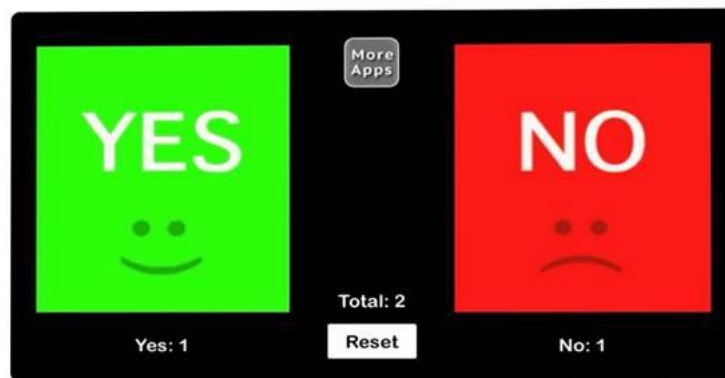 YES
More
Apps
NO
Total: 2
Yes: 1
Reset
No: 1